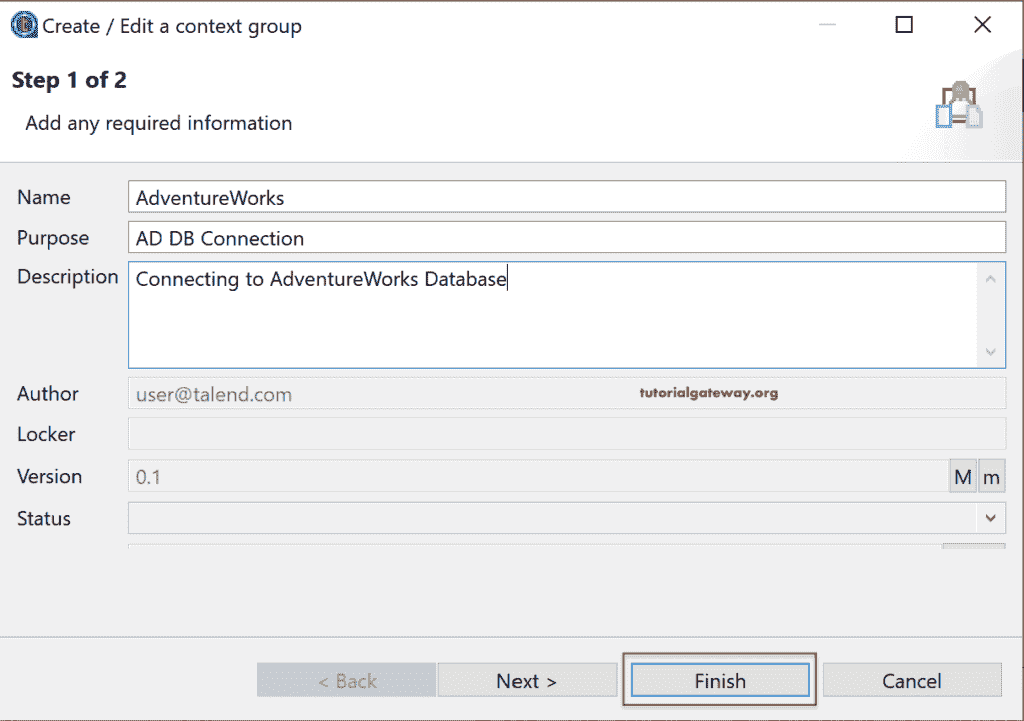 Create / Edit a context group
Step 1 of 2
Add any required information
Name AdventureWorks
Purpose AD DB Connection
Description Connecting to AdventureWorks Database
Author user@talend.com tutorialgateway.org
Locker
Version 0.1 M m
Status
< Back Next > Finish Cancel